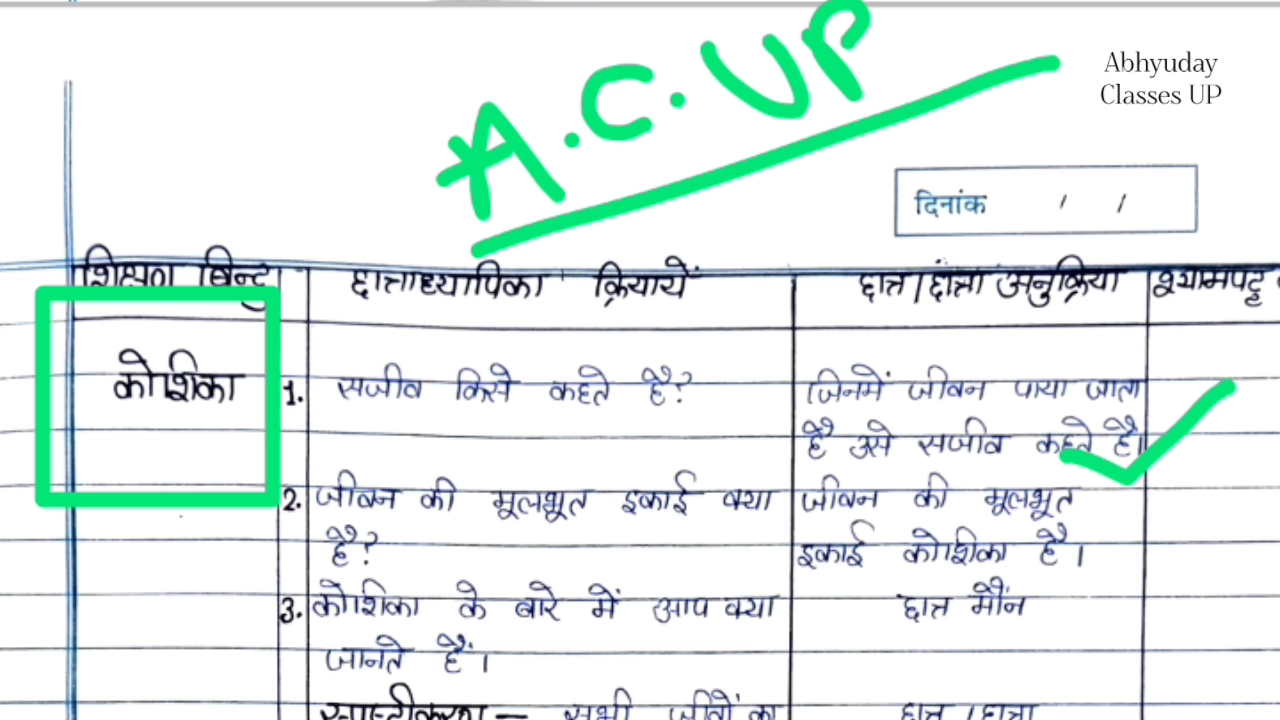 A.C.UP
Abhyuday
Classes UP
दिनांक / /
शिक्षण बिन्दु छात्राध्यापिका क्रियायें छात्र/छात्रा अनुक्रिया श्यामपट्ट
कोशिका 1. सजीव किसे कहते है? जिनमें जीवन पाया जाता
है उसे सजीव कहते है।
2. जीवन की मूलभूत इकाई क्या जीवन की मूलभूत
है? इकाई कोशिका है।
3. कोशिका के बारे में आप क्या छात्र मौंन
जानते हैं।
स्पष्टीकरण – सभी जीवों का छात्र/छात्रा